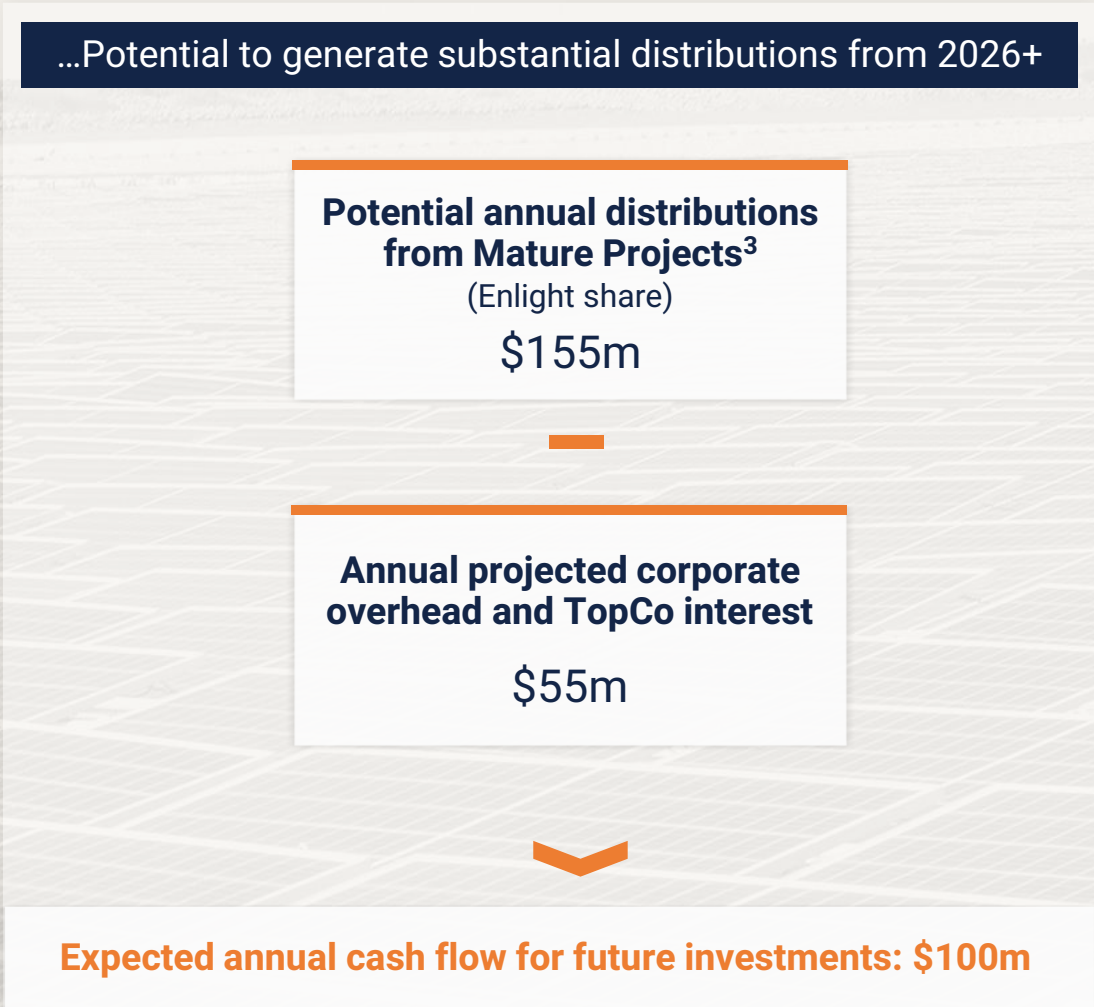 …Potential to generate substantial distributions from 2026+
Potential annual distributions
from Mature Projects³
(Enlight share)
$155m
Annual projected corporate
overhead and TopCo interest
$55m
Expected annual cash flow for future investments: $100m